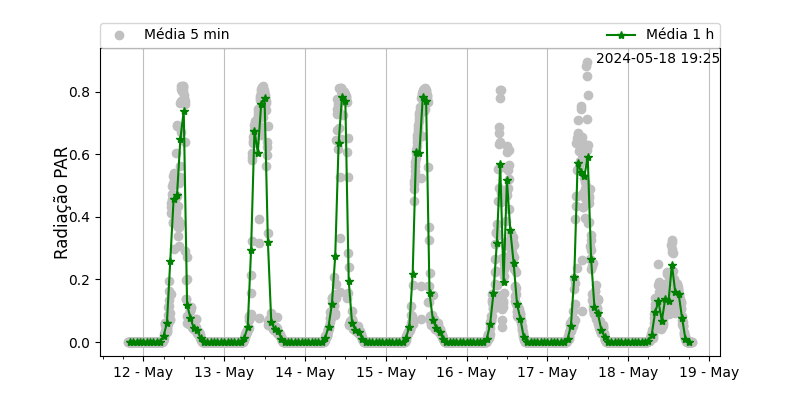 Média 5 min
Média 1 h
2024-05-18 19:25
Radiação PAR
0.8
0.6
0.4
0.2
0.0
12 - May
13 - May
14 - May
15 - May
16 - May
17 - May
18 - May
19 - May